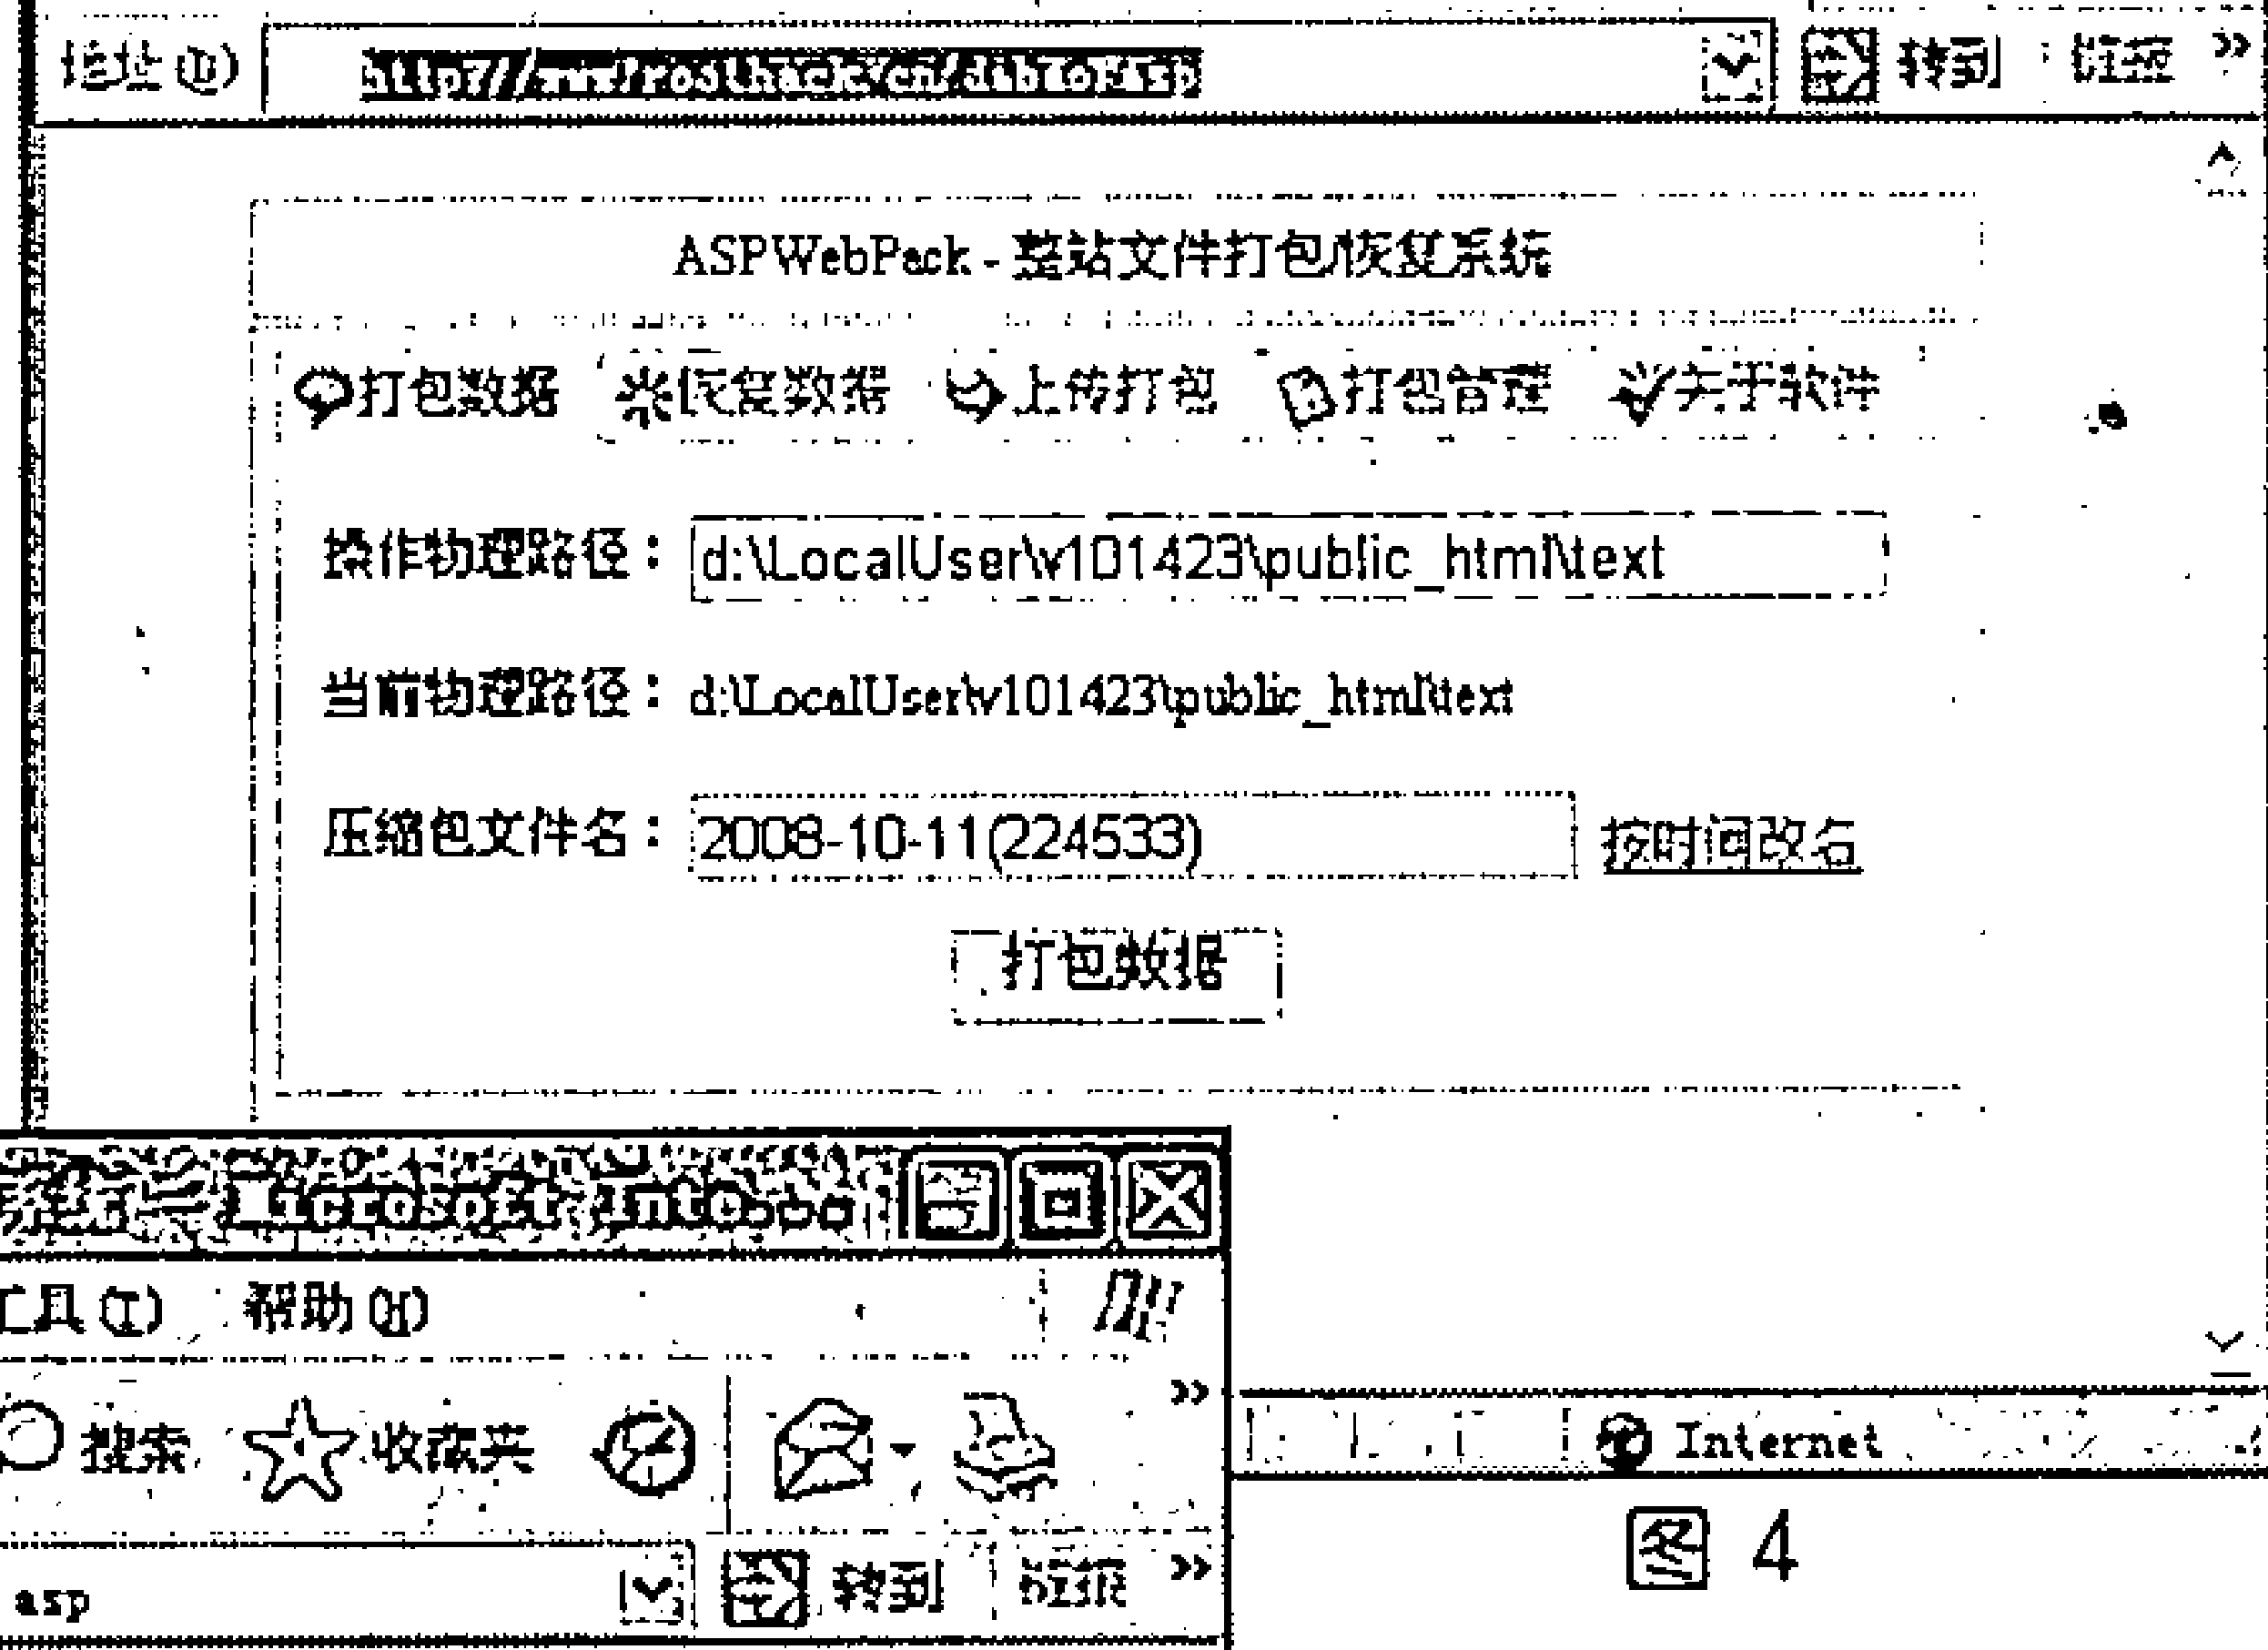 地址(D) 转到 链接 »
ASPWebPack - 整站文件打包/恢复系统
打包数据 恢复数据 上传打包 打包管理 关于软件
操作物理路径： d:\LocalUser\v101423\public_html\text
当前物理路径： d:\LocalUser\v101423\public_html\text
压缩包文件名： 2008-10-11(224533) 按时间改名
打包数据
系统 - Microsoft Inte...
工具(T) 帮助(H)
搜索 收藏夹 »
Internet
asp 转到 链接 »
图 4